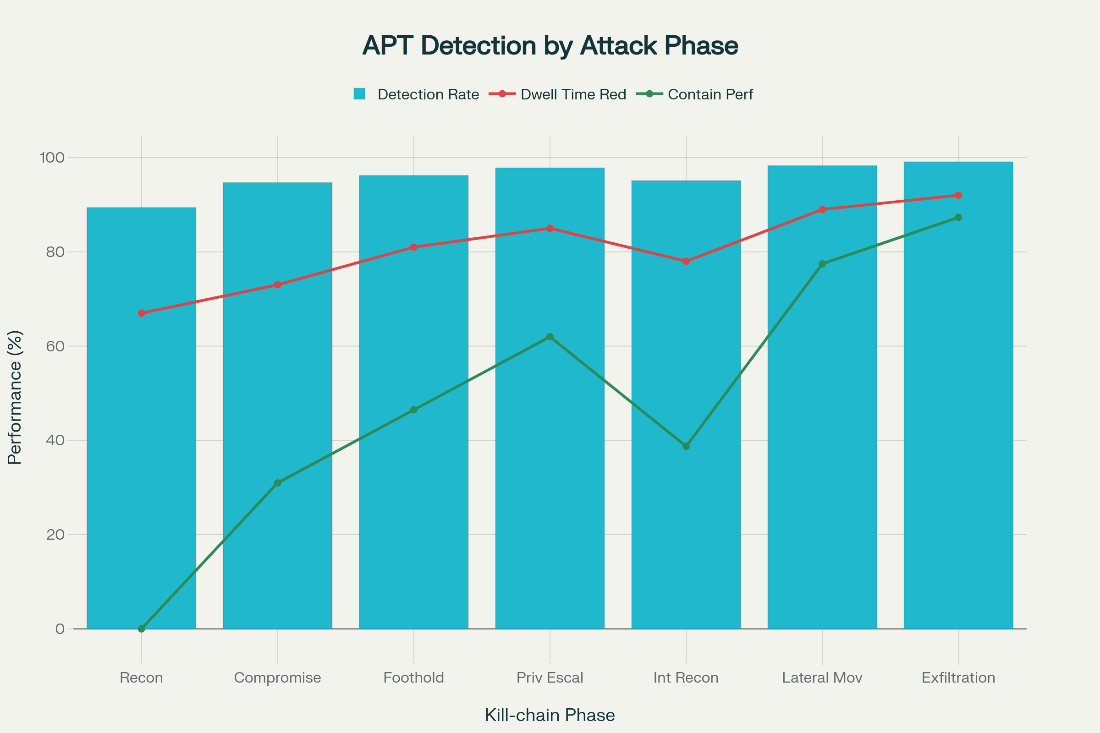 APT Detection by Attack Phase
Detection Rate Dwell Time Red Contain Perf
Performance (%)
100
80
60
40
20
0
Recon Compromise Foothold Priv Escal Int Recon Lateral Mov Exfiltration
Kill-chain Phase